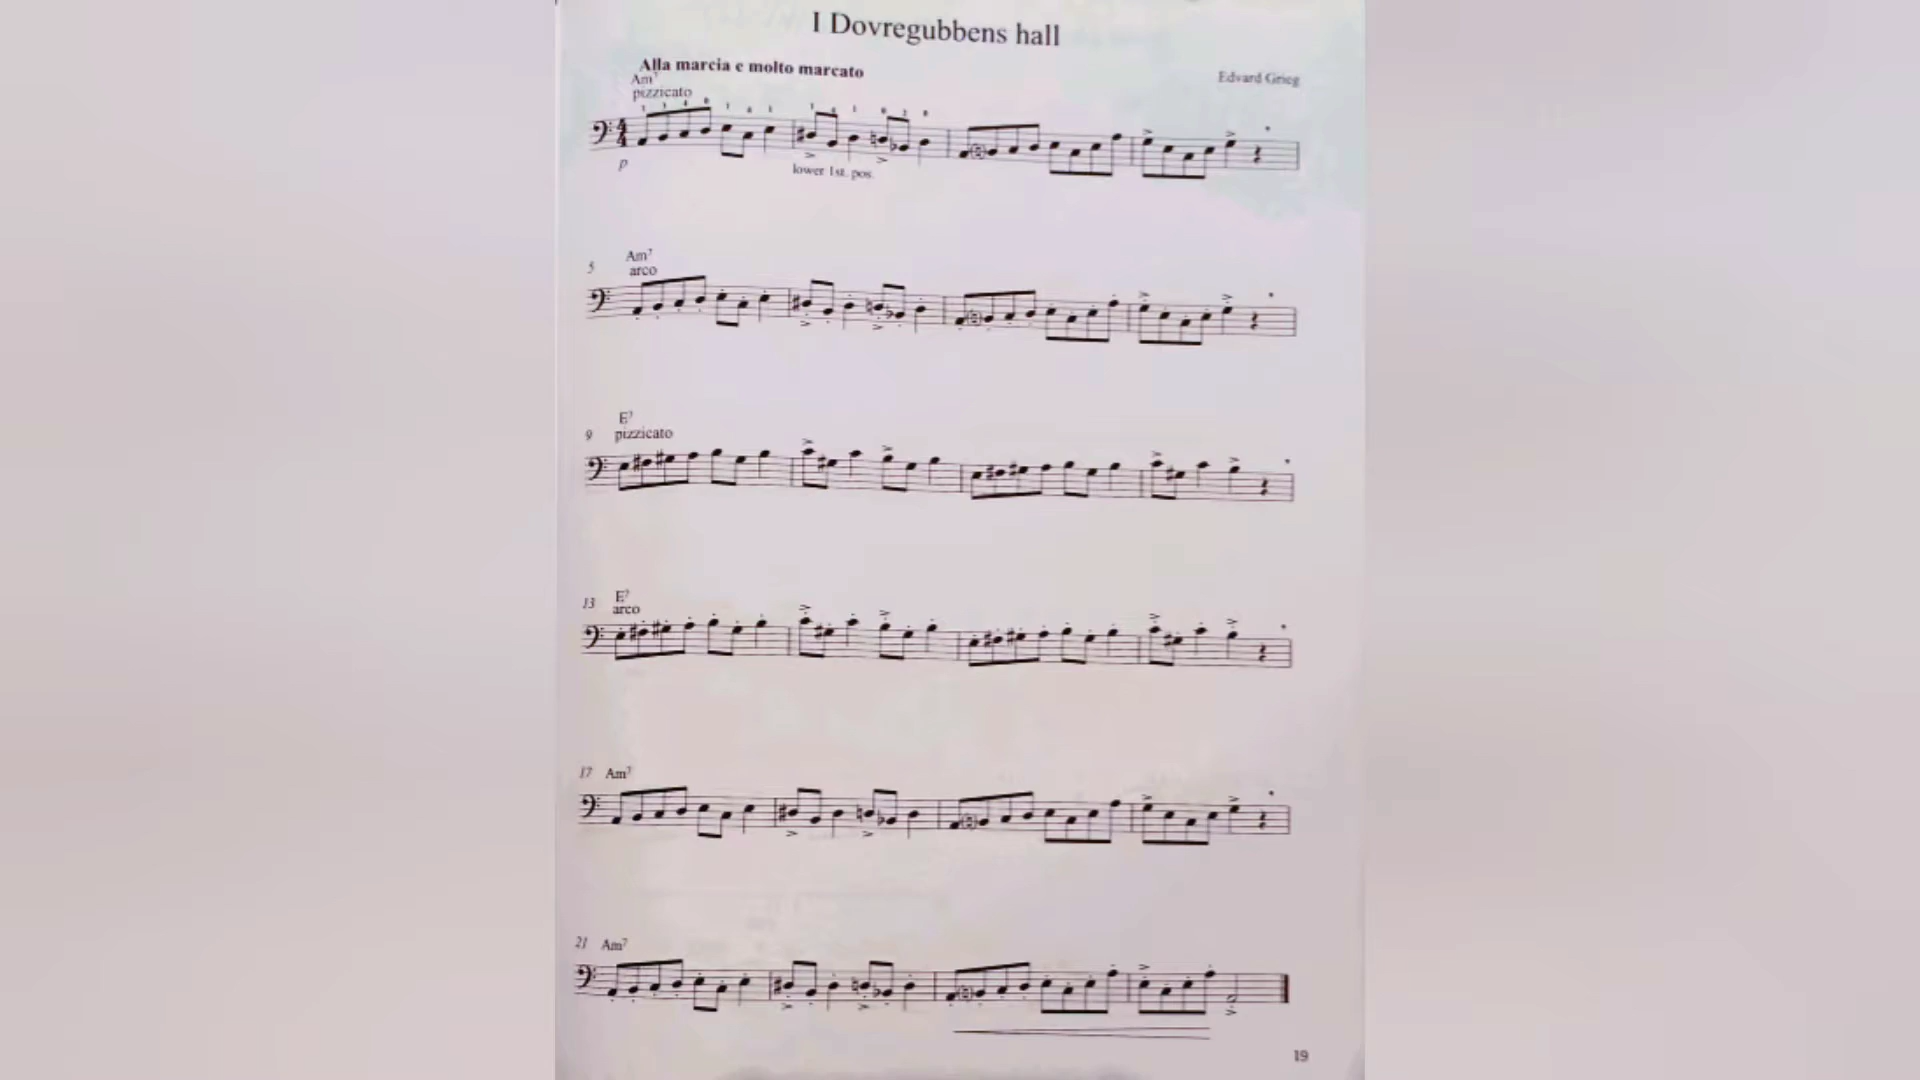 I Dovregubbens hall
Alla marcia e molto marcato
Edvard Grieg
Am7
pizzicato
p
lower 1st. pos.
5 Am7
arco
9 E7
pizzicato
13 E7
arco
17 Am7
21 Am7
19